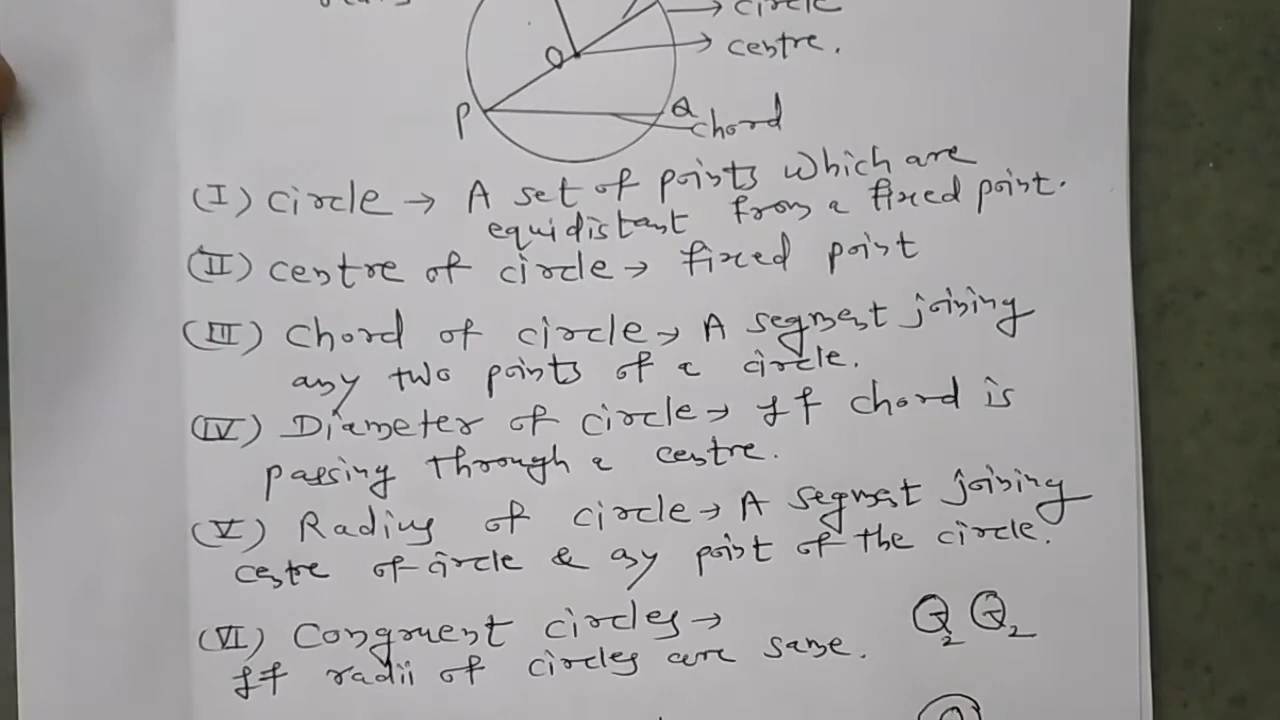 circle
O
centre.
P
Q
chord
(I) circle → A set of points which are
equidistant from a fixed point.
(II) centre of circle → fixed point
(III) Chord of circle → A segment joining
any two points of a circle.
(IV) Diameter of circle → If chord is
passing through a centre.
(V) Radius of circle → A segment joining
centre of circle & any point of the circle.
(VI) Congruent circles →
If radii of circles are same.
2 2